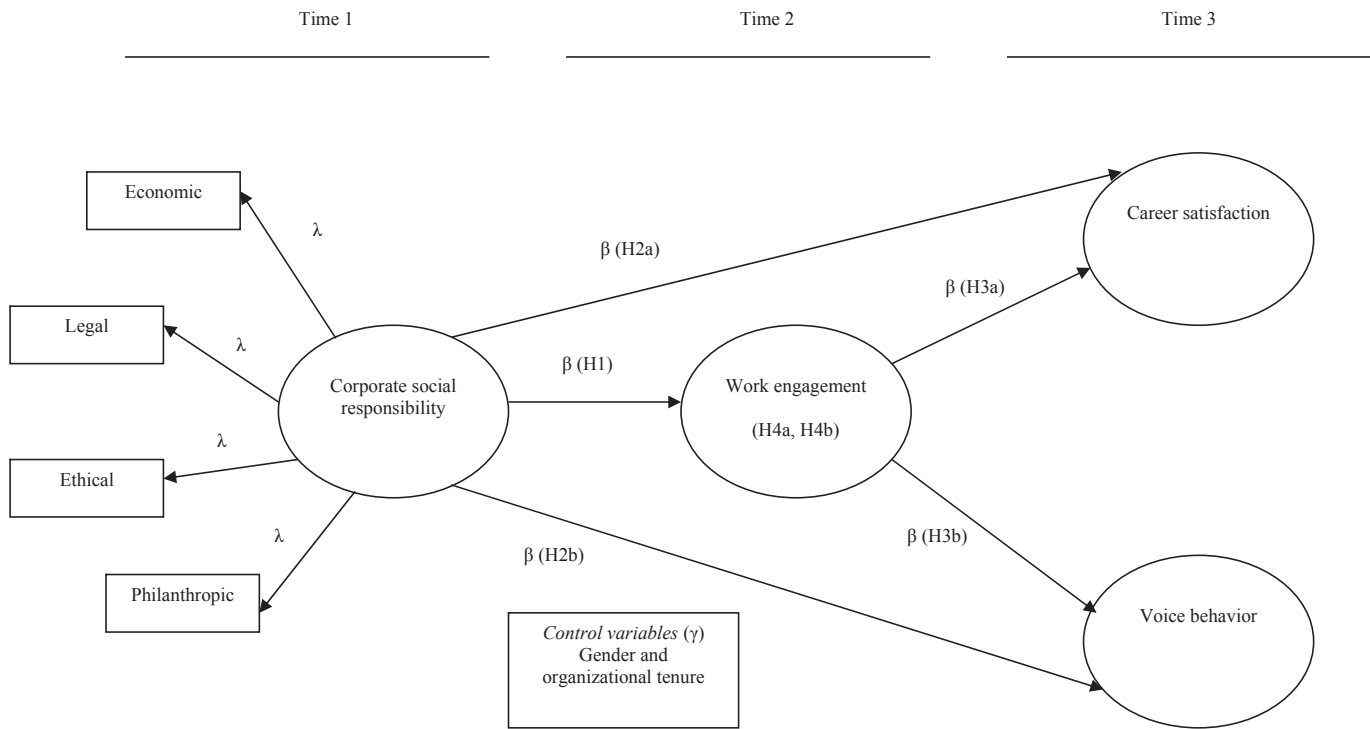 Time 1
Time 2
Time 3
Economic
λ
β (H2a)
Career satisfaction
β (H3a)
Legal
λ
β (H1)
Corporate social
responsibility
Work engagement
(H4a, H4b)
λ
Ethical
λ
β (H2b)
β (H3b)
Philanthropic
Control variables (γ)
Gender and
organizational tenure
Voice behavior